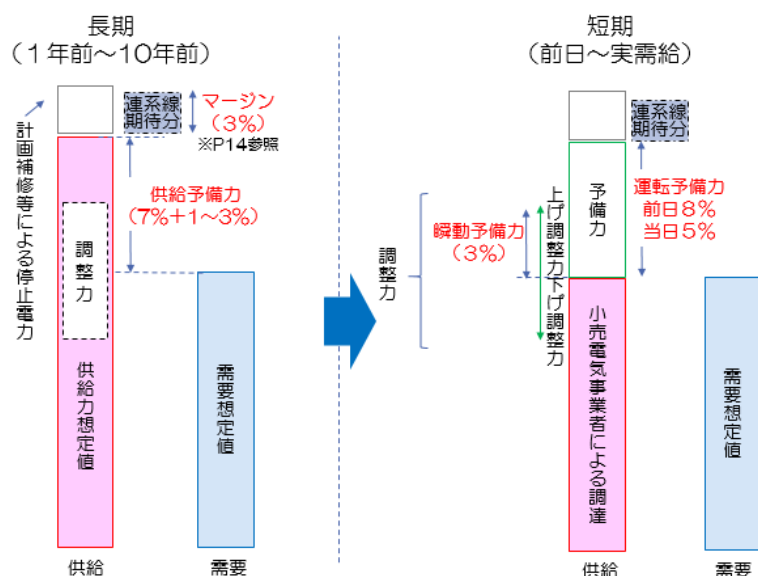 長期
（１年前～10年前）
連系線
期待分
マージン
（3％）
※P14参照
計画補修等による停止電力
供給予備力
（7％+1～3％）
調整力
供給力想定値
需要想定値
供給
需要
短期
（前日～実需給）
連系線
期待分
予備力
運転予備力
前日８％
当日５％
上げ調整力
下げ調整力
瞬動予備力
（3％）
調整力
小売電気事業者による調達
需要想定値
供給
需要